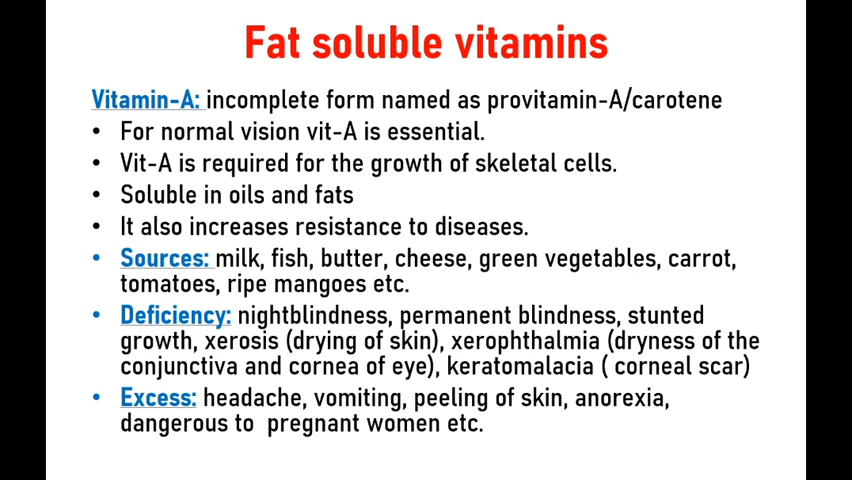 Fat soluble vitamins
Vitamin-A: incomplete form named as provitamin-A/carotene
• For normal vision vit-A is essential.
• Vit-A is required for the growth of skeletal cells.
• Soluble in oils and fats
• It also increases resistance to diseases.
• Sources: milk, fish, butter, cheese, green vegetables, carrot,
tomatoes, ripe mangoes etc.
• Deficiency: nightblindness, permanent blindness, stunted
growth, xerosis (drying of skin), xerophthalmia (dryness of the
conjunctiva and cornea of eye), keratomalacia ( corneal scar)
• Excess: headache, vomiting, peeling of skin, anorexia,
dangerous to  pregnant women etc.